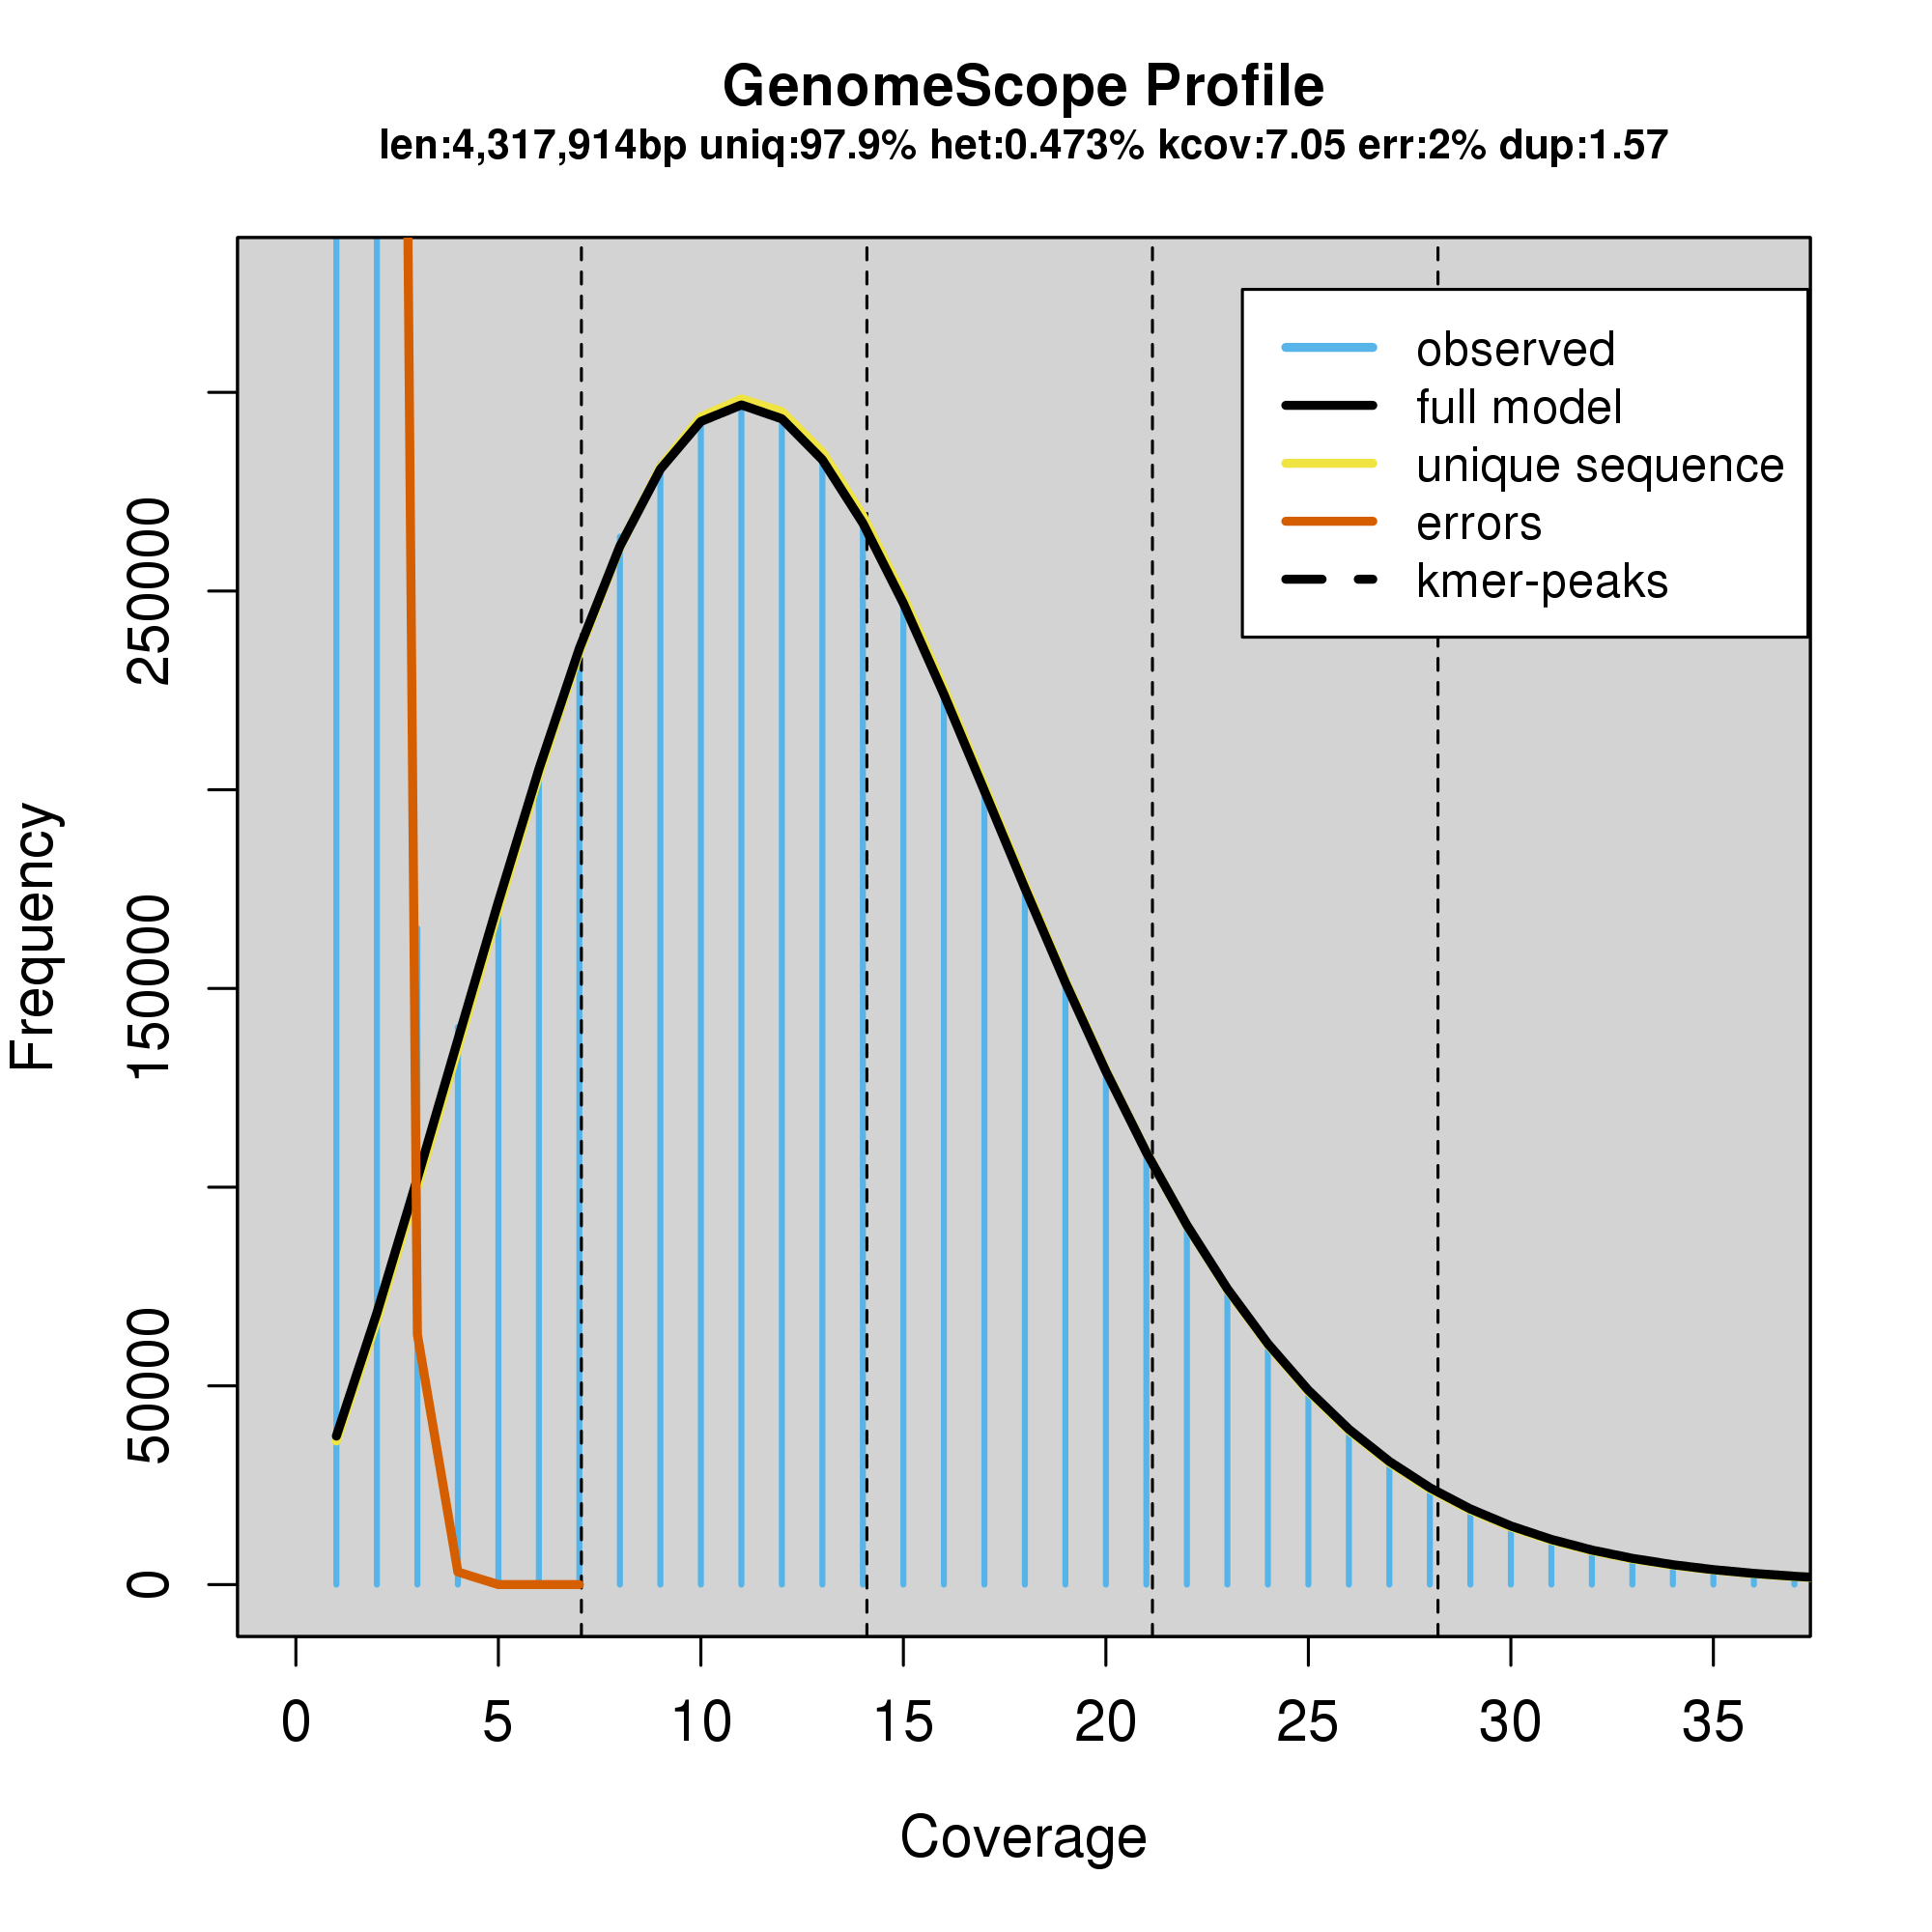 GenomeScope Profile
len:4,317,914bp uniq:97.9% het:0.473% kcov:7.05 err:2% dup:1.57
observed
full model
unique sequence
errors
kmer-peaks
Frequency
250000
150000
50000
0
0 5 10 15 20 25 30 35
Coverage